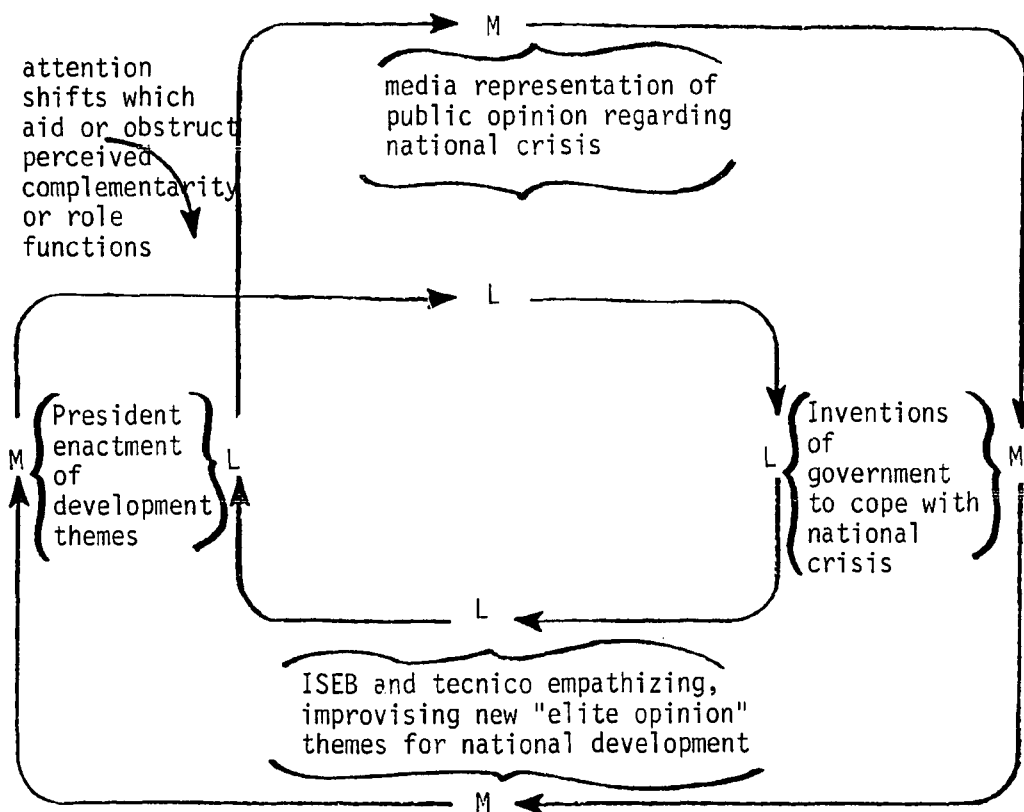 M
attention
shifts which
aid or obstruct
perceived
complementarity
or role
functions
media representation of
public opinion regarding
national crisis
L
M
President
enactment
of
development
themes
L
L
Inventions
of
government
to cope with
national
crisis
M
L
ISEB and tecnico empathizing,
improvising new "elite opinion"
themes for national development
M